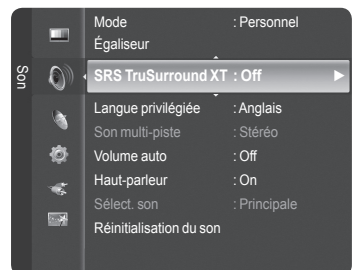 Son
Mode : Personnel
Égaliseur
SRS TruSurround XT : Off
Langue privilégiée : Anglais
Son multi-piste : Stéréo
Volume auto : Off
Haut-parleur : On
Sélect. son : Principale
Réinitialisation du son